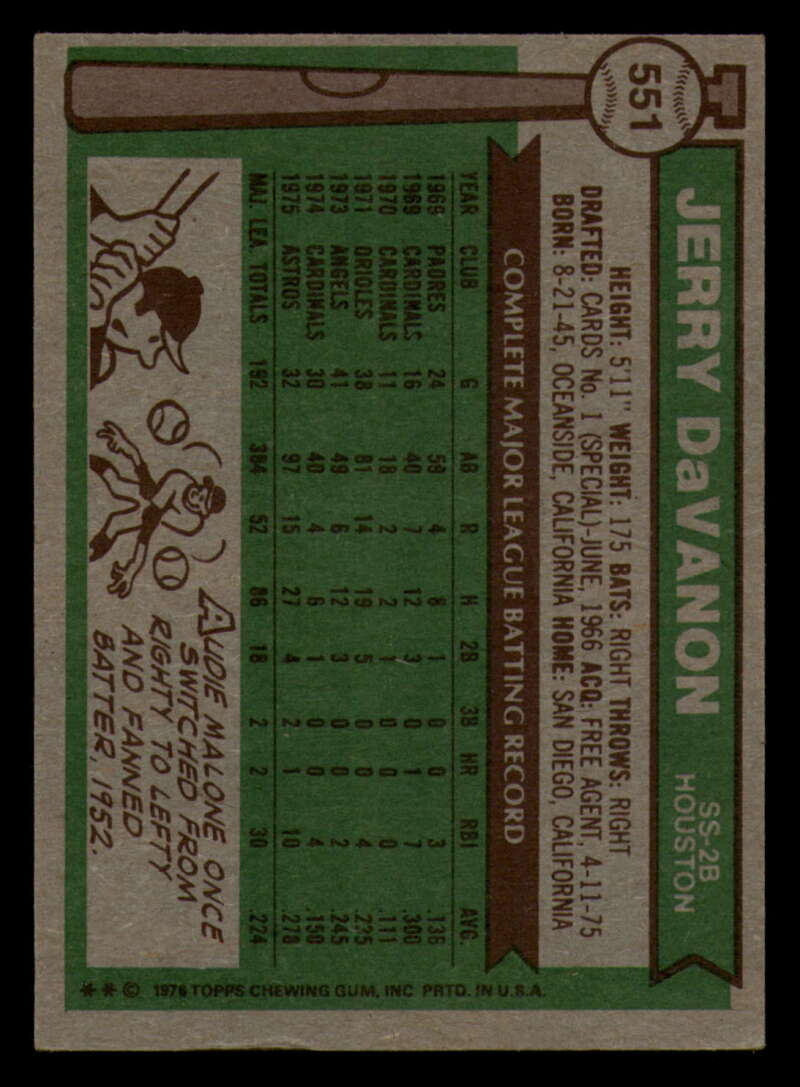 551
JERRY DaVANON
SS-2B
HOUSTON
HEIGHT: 5'11" WEIGHT: 175 BATS: RIGHT THROWS: RIGHT
DRAFTED: CARDS No. 1 (SPECIAL)-JUNE, 1966 ACQ: FREE AGENT, 4-11-75
BORN: 8-21-45, OCEANSIDE, CALIFORNIA HOME: SAN DIEGO, CALIFORNIA
COMPLETE MAJOR LEAGUE BATTING RECORD
YEAR CLUB G AB R H 2B 3B HR RBI AVG.
1969 PADRES 24 59 4 8 1 0 0 3 .136
1969 CARDINALS 16 40 7 12 3 0 1 7 .300
1970 CARDINALS 11 18 2 2 1 0 0 0 .111
1971 ORIOLES 38 81 14 19 5 0 0 4 .235
1973 ANGELS 41 49 6 12 3 0 0 2 .245
1974 CARDINALS 30 40 4 6 1 0 0 4 .150
1975 ASTROS 32 97 15 27 4 2 1 10 .278
MAJ. LEA. TOTALS 192 384 52 86 18 2 2 30 .224
AUDIE MALONE ONCE
SWITCHED FROM
RIGHTY TO LEFTY
AND FANNED
BATTER, 1952.
* * © 1976 TOPPS CHEWING GUM, INC PRTD. IN U.S.A.